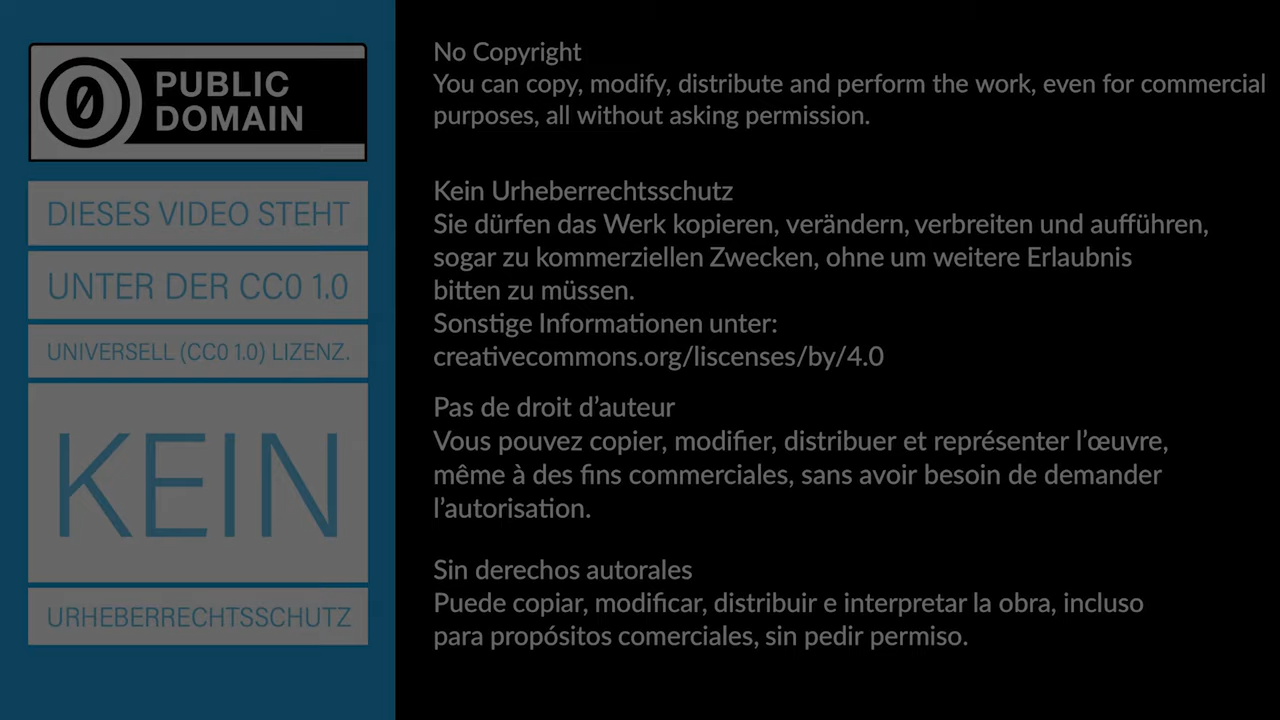 0 PUBLIC
DOMAIN
DIESES VIDEO STEHT
UNTER DER CC0 1.0
UNIVERSELL (CC0 1.0) LIZENZ.
KEIN
URHEBERRECHTSSCHUTZ
No Copyright
You can copy, modify, distribute and perform the work, even for commercial
purposes, all without asking permission.
Kein Urheberrechtsschutz
Sie dürfen das Werk kopieren, verändern, verbreiten und aufführen,
sogar zu kommerziellen Zwecken, ohne um weitere Erlaubnis
bitten zu müssen.
Sonstige Informationen unter:
creativecommons.org/liscenses/by/4.0
Pas de droit d’auteur
Vous pouvez copier, modifier, distribuer et représenter l’œuvre,
même à des fins commerciales, sans avoir besoin de demander
l’autorisation.
Sin derechos autorales
Puede copiar, modificar, distribuir e interpretar la obra, incluso
para propósitos comerciales, sin pedir permiso.